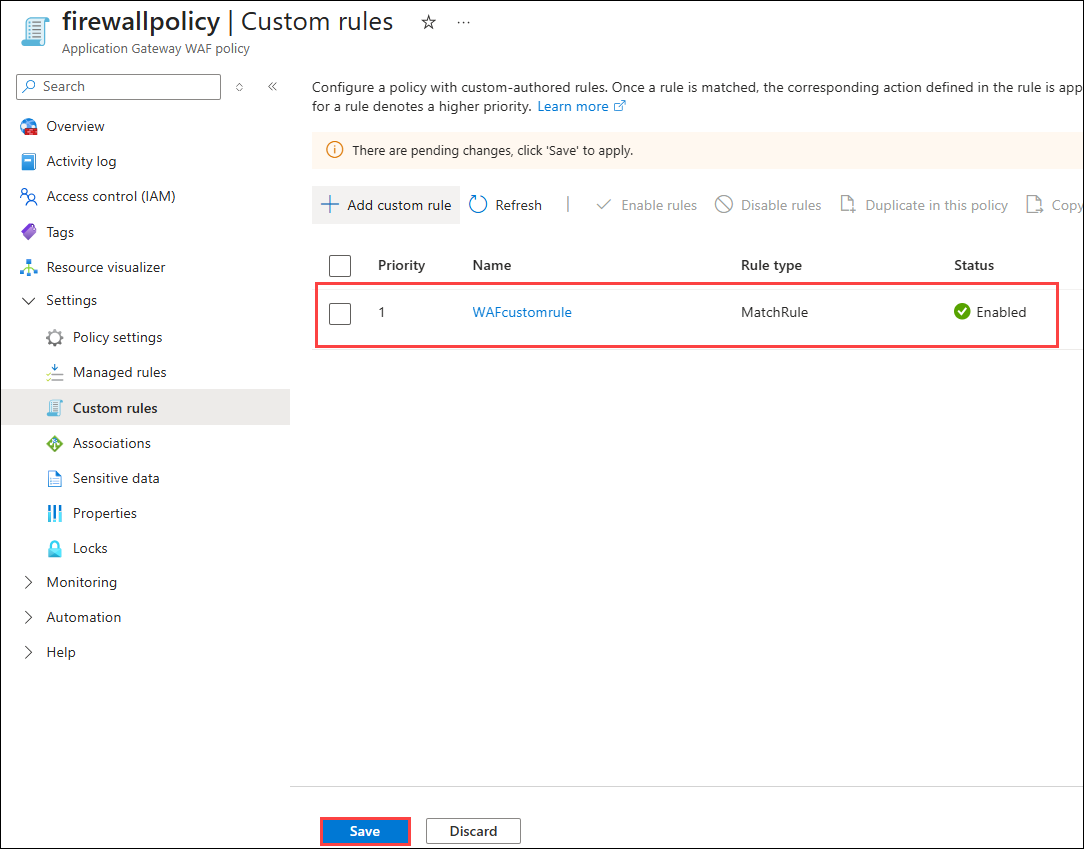 firewallpolicy | Custom rules
Application Gateway WAF policy
Search
Overview
Activity log
Access control (IAM)
Tags
Resource visualizer
Settings
Policy settings
Managed rules
Custom rules
Associations
Sensitive data
Properties
Locks
Monitoring
Automation
Help
Configure a policy with custom-authored rules. Once a rule is matched, the corresponding action defined in the rule is app
for a rule denotes a higher priority. Learn more
There are pending changes, click 'Save' to apply.
Add custom rule Refresh Enable rules Disable rules Duplicate in this policy Copy
Priority Name Rule type Status
1 WAFcustomrule MatchRule Enabled
Save Discard